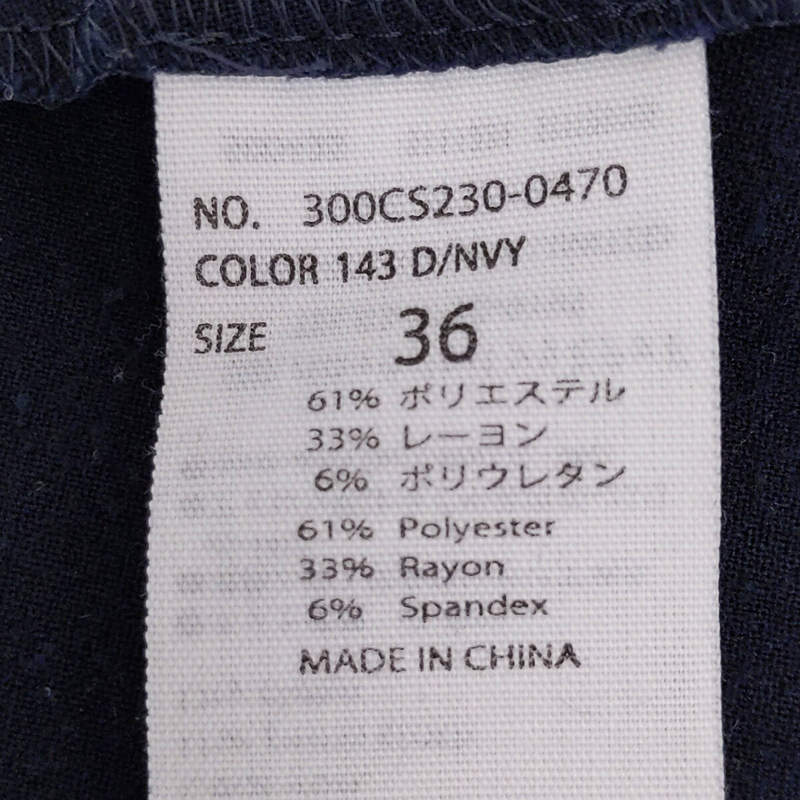 NO. 300CS230-0470
COLOR 143 D/NVY
SIZE 36
61% ポリエステル
33% レーヨン
6% ポリウレタン
61% Polyester
33% Rayon
6% Spandex
MADE IN CHINA